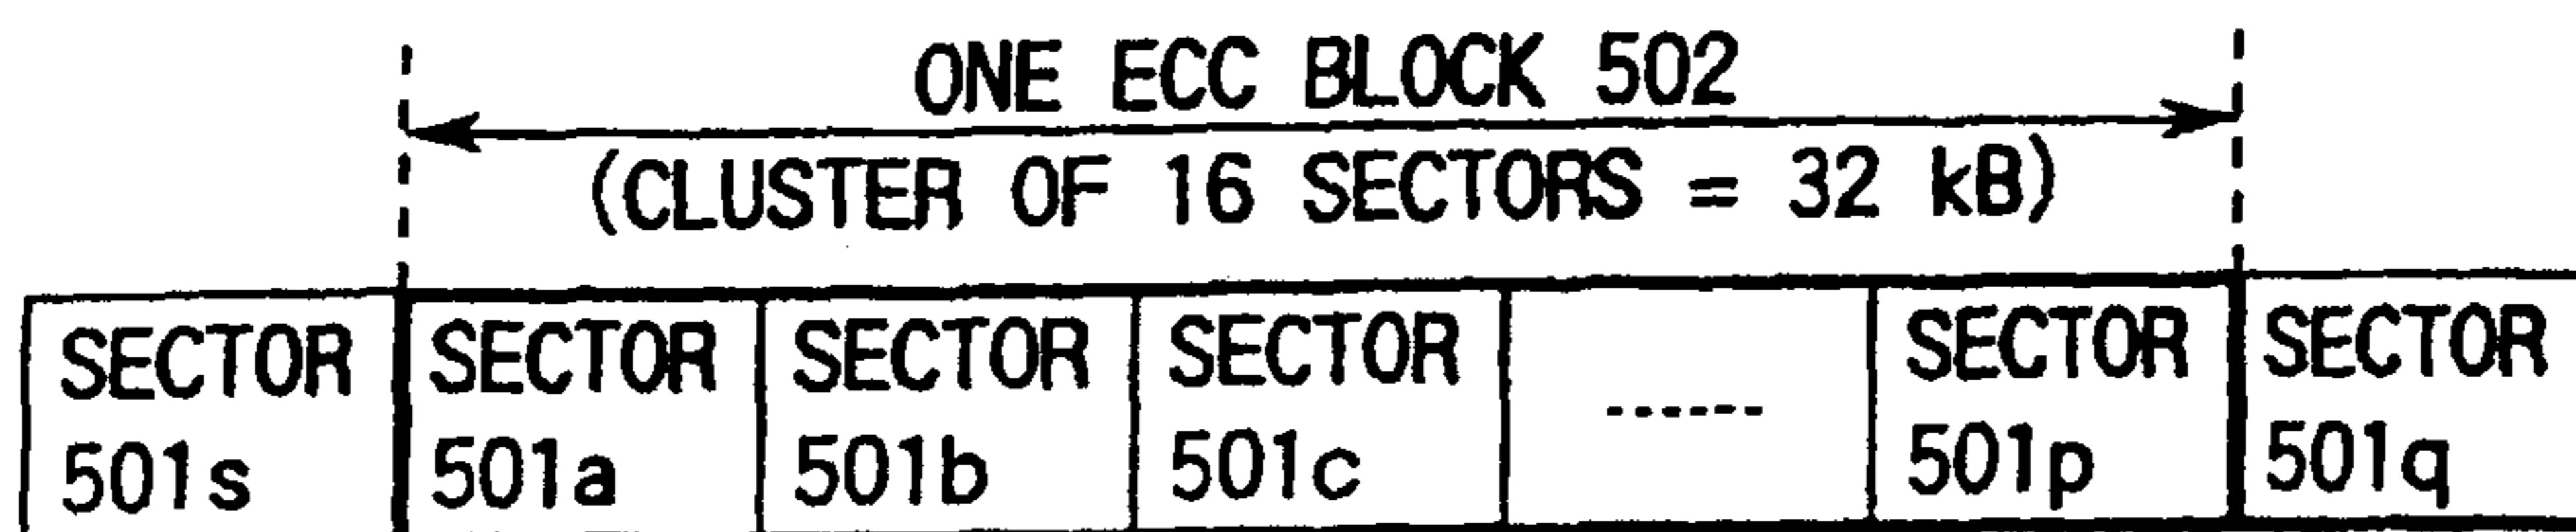 ONE ECC BLOCK 502
(CLUSTER OF 16 SECTORS = 32 kB)
SECTOR 501s
SECTOR 501a
SECTOR 501b
SECTOR 501c
------
SECTOR 501p
SECTOR 501q